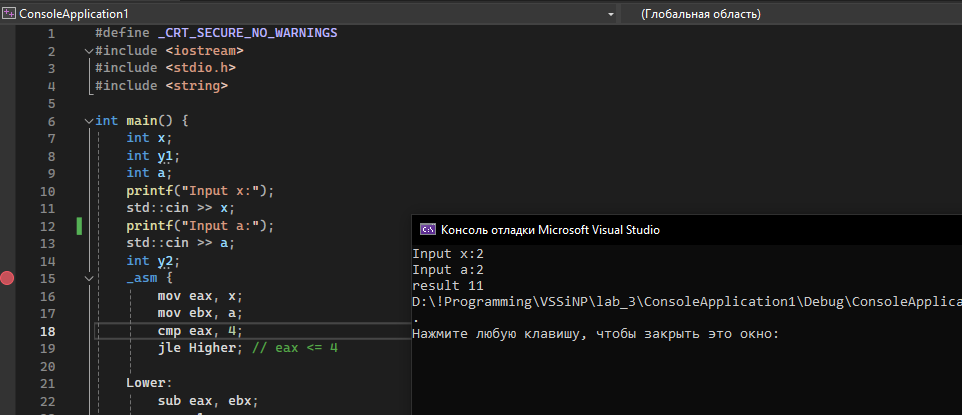 ConsoleApplication1 (Глобальная область)
1 #define _CRT_SECURE_NO_WARNINGS
2 #include <iostream>
3 #include <stdio.h>
4 #include <string>
5
6 int main() {
7 int x;
8 int y1;
9 int a;
10 printf("Input x:");
11 std::cin >> x;
12 printf("Input a:");
13 std::cin >> a;
14 int y2;
15 _asm {
16 mov eax, x;
17 mov ebx, a;
18 cmp eax, 4;
19 jle Higher; // eax <= 4
20
21 Lower:
22 sub eax, ebx;
Консоль отладки Microsoft Visual Studio
Input x:2
Input a:2
result 11
D:\!Programming\VSSiNP\lab_3\ConsoleApplication1\Debug\ConsoleApplica
.
Нажмите любую клавишу, чтобы закрыть это окно: